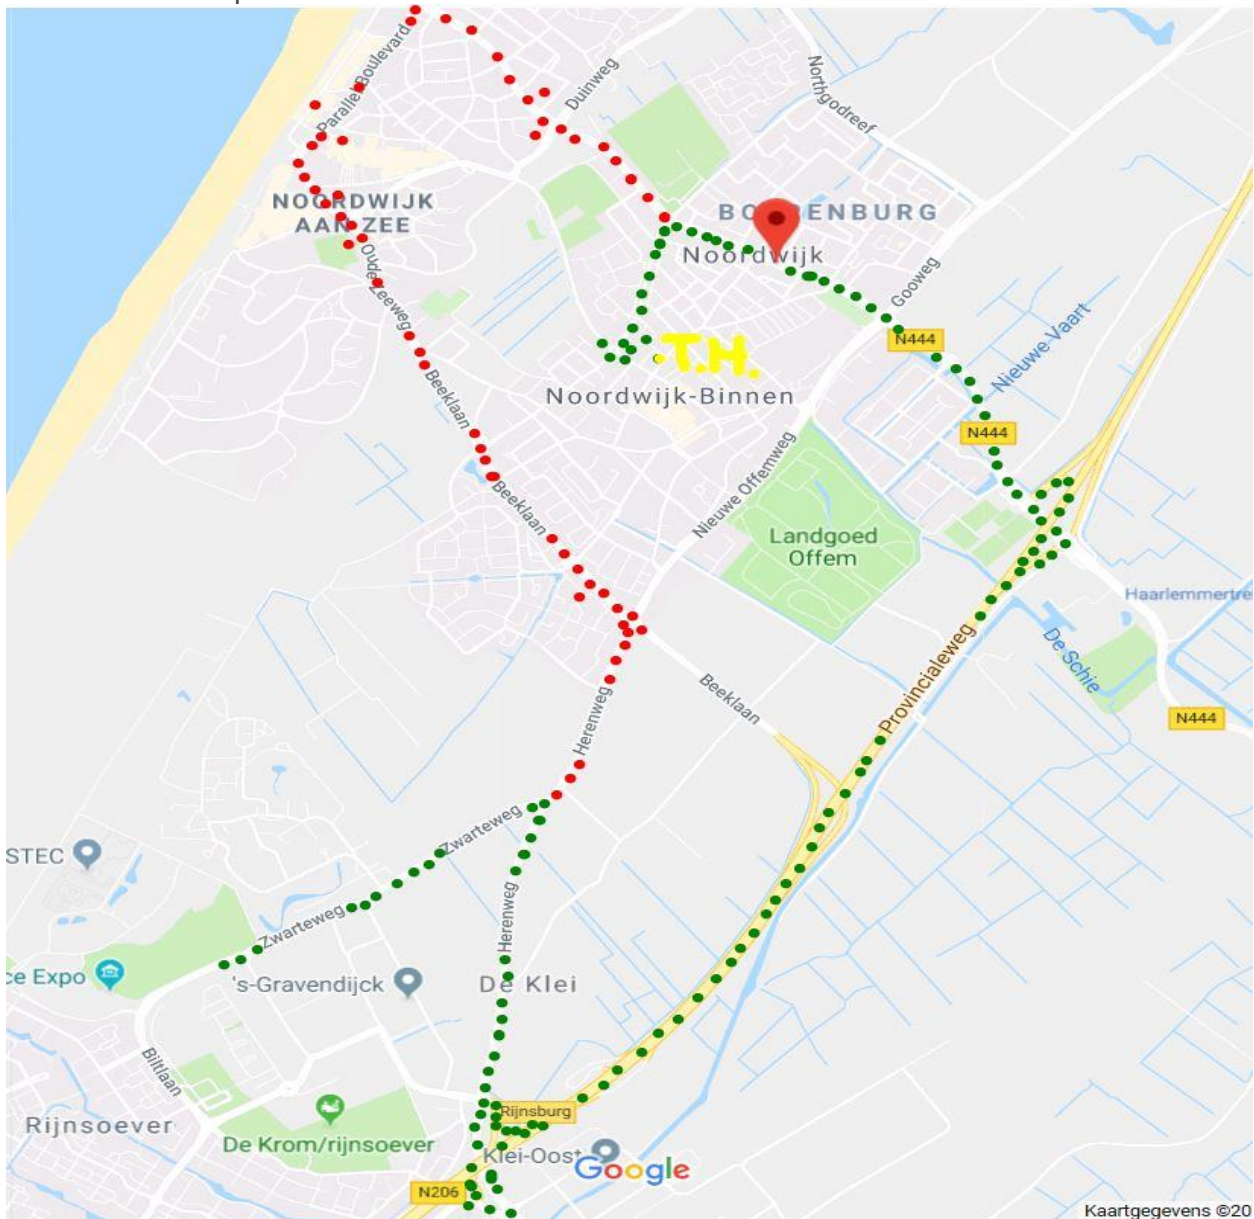 Parallel Boulevard
Duinweg
Northgodreef
NOORDWIJK
AAN ZEE
Noordwijk
Gooweg
Oude Zeeweg
N444
Nieuwe Vaart
T.H.
Beeklaan
Noordwijk-Binnen
N444
Nieuwe Offemweg
Beeklaan
Landgoed
Offem
Haarlemmertre
De Schie
Provincialeweg
Beeklaan
N444
Herenweg
Zwarteweg
STEC
Herenweg
Zwarteweg
ce Expo
's-Gravendijck
De Klei
Biltlaan
Rijnsburg
Rijnsoever
De Krom/rijnsoever
Klei-Oost
Google
N206
Kaartgegevens ©20